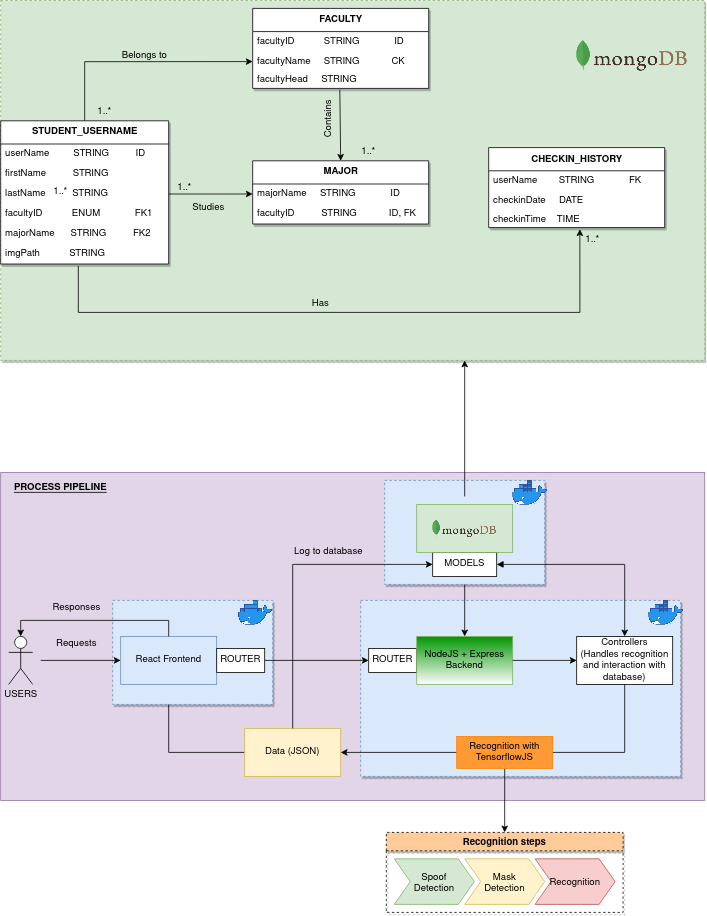 FACULTY
facultyID STRING ID
facultyName STRING CK
facultyHead STRING
mongoDB
Belongs to
1..*
Contains
1..*
STUDENT_USERNAME
userName STRING ID
firstName STRING
lastName 1..* STRING
facultyID ENUM FK1
majorName STRING FK2
imgPath STRING
1..*
Studies
MAJOR
majorName STRING ID
facultyID STRING ID, FK
CHECKIN_HISTORY
userName STRING FK
checkinDate DATE
checkinTime TIME
1..*
Has
PROCESS PIPELINE
mongoDB
MODELS
Log to database
Responses
Requests
USERS
React Frontend
ROUTER
ROUTER
NodeJS + Express
Backend
Controllers
(Handles recognition
and interaction with
database)
Data (JSON)
Recognition with
TensorflowJS
Recognition steps
Spoof
Detection
Mask
Detection
Recognition